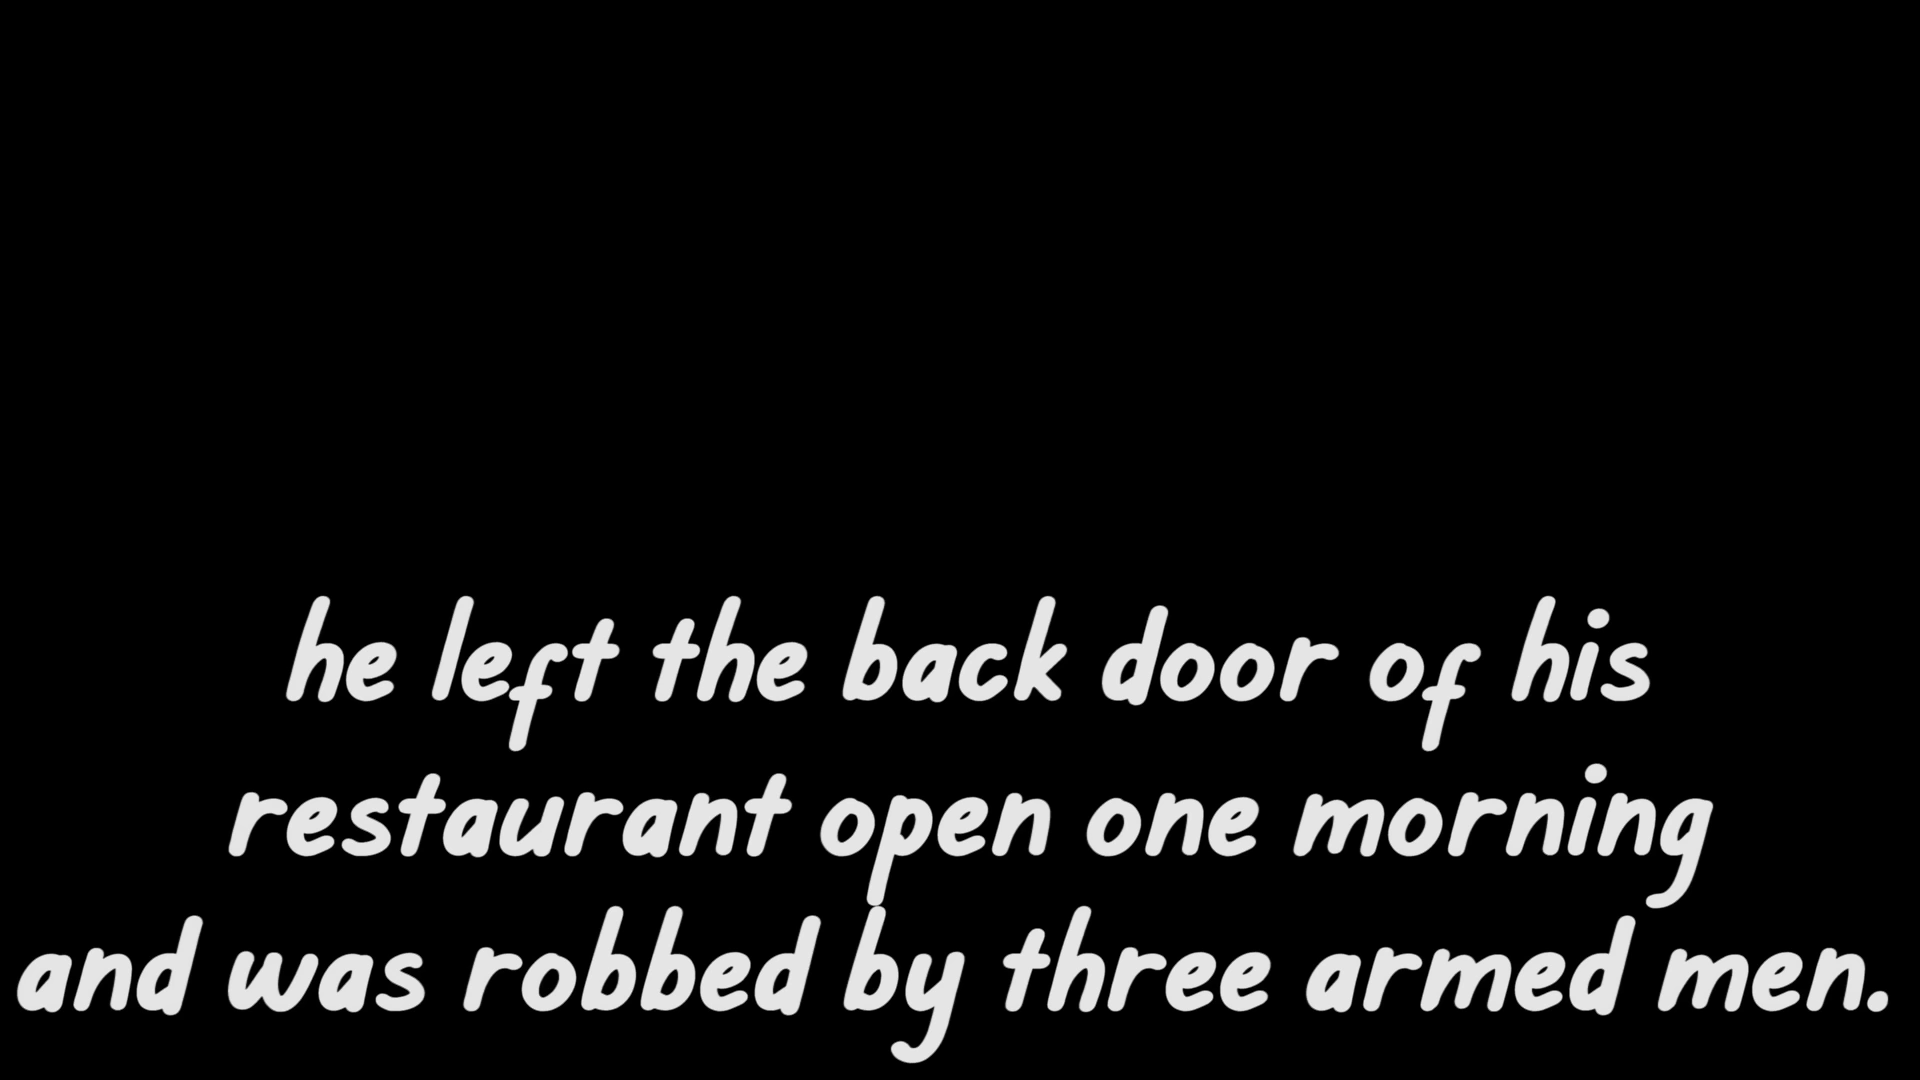 he left the back door of his
restaurant open one morning
and was robbed by three armed men.